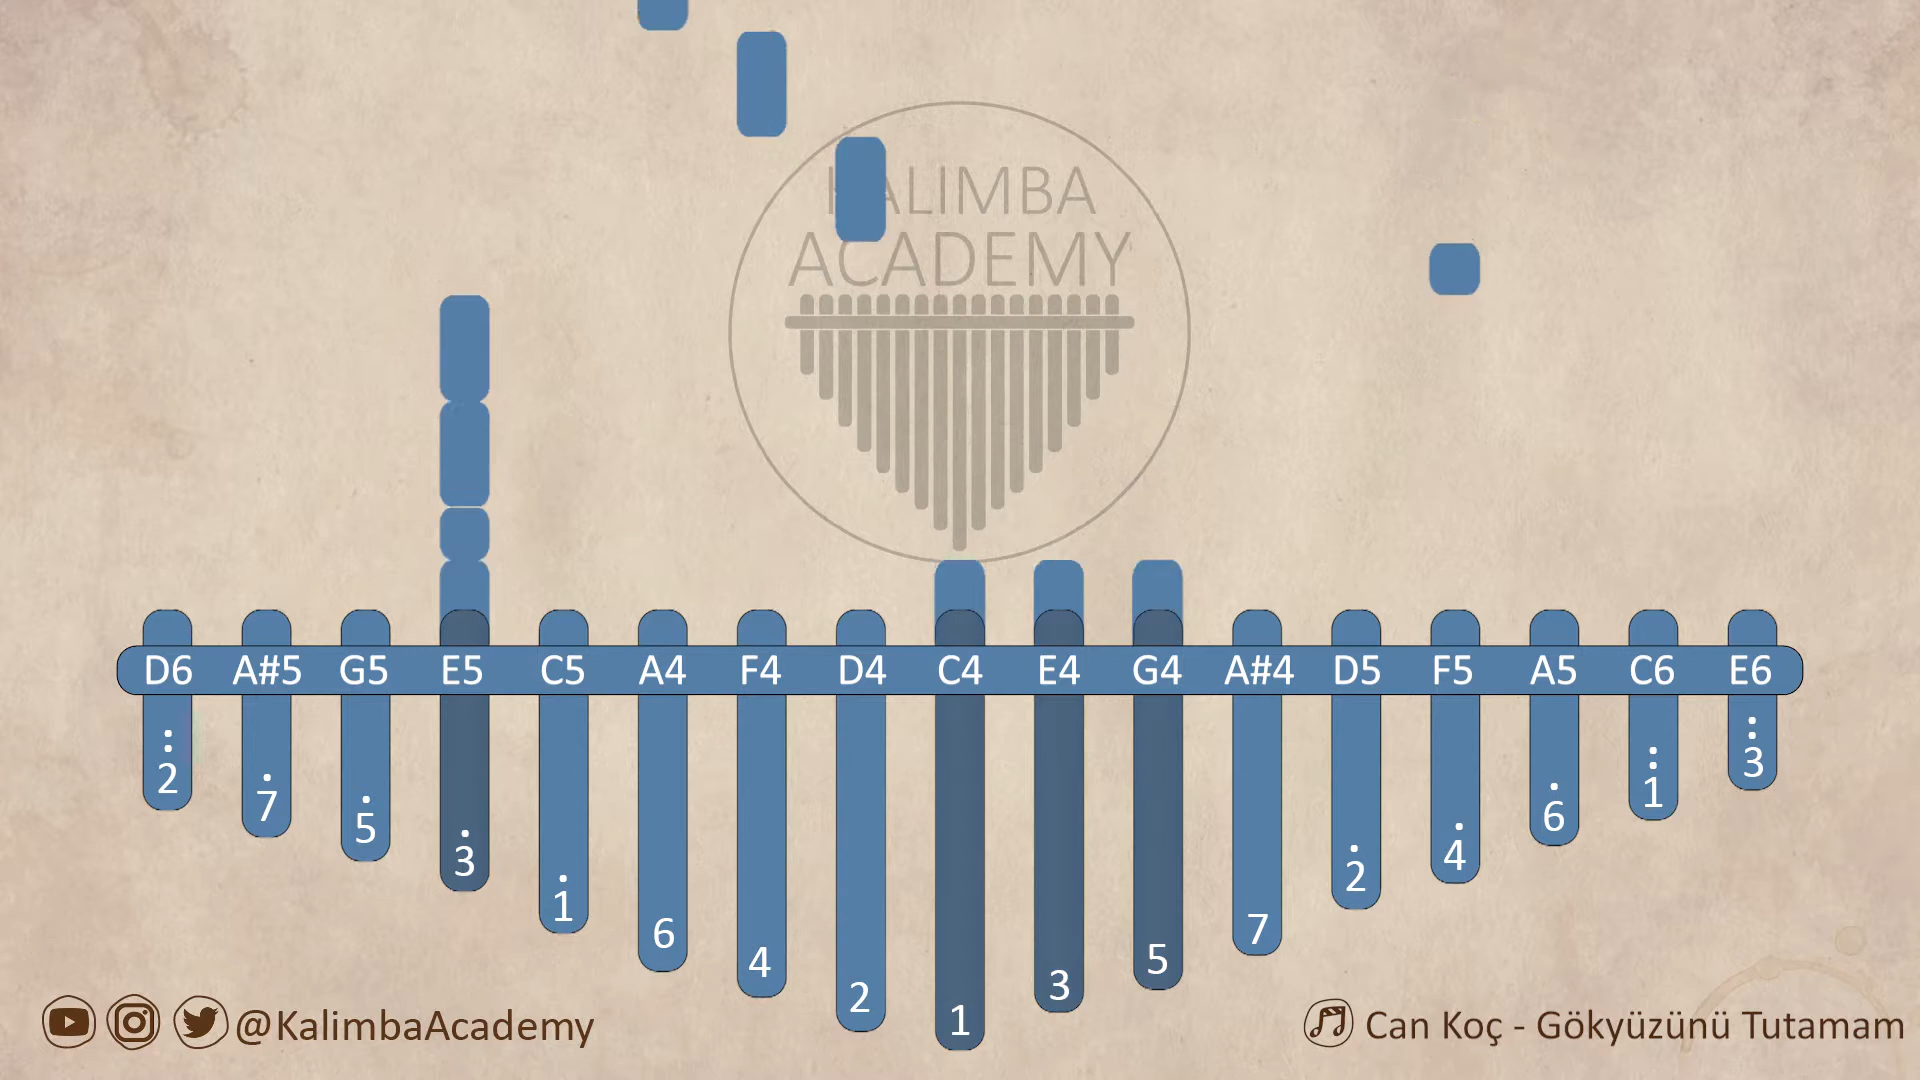 KALIMBA
ACADEMY
D6 A#5 G5 E5 C5 A4 F4 D4 C4 E4 G4 A#4 D5 F5 A5 C6 E6
2 7 5 3 1 6 4 2 1 3 5 7 2 4 6 1 3
@KalimbaAcademy
Can Koç - Gökyüzünü Tutamam